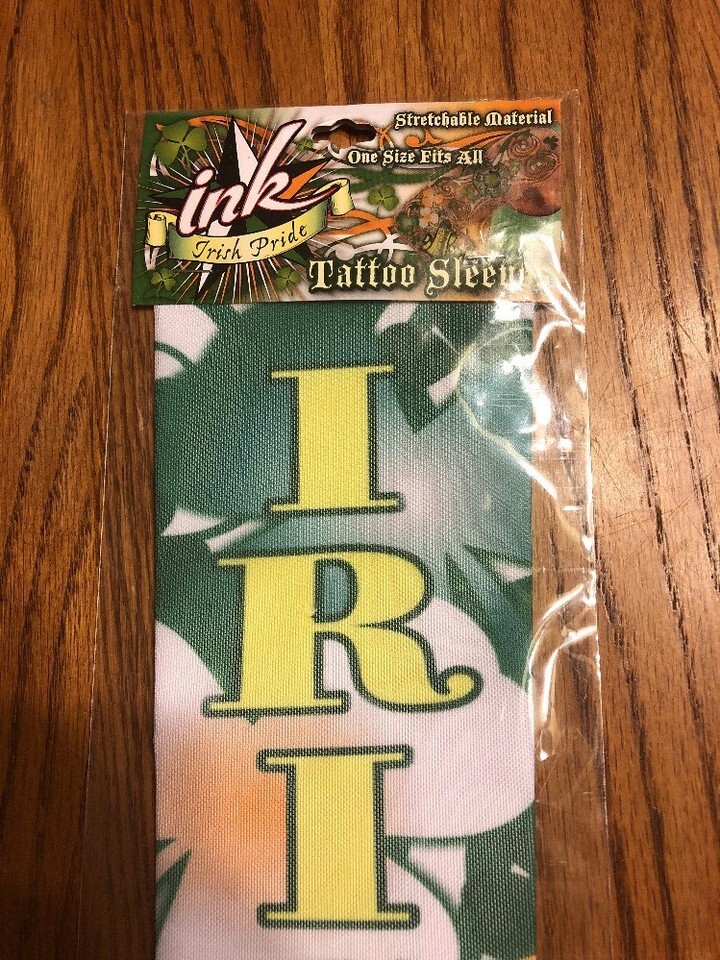 Stretchable Material
One Size Fits All
ink
Irish Pride
Tattoo Sleeve
I
R
I